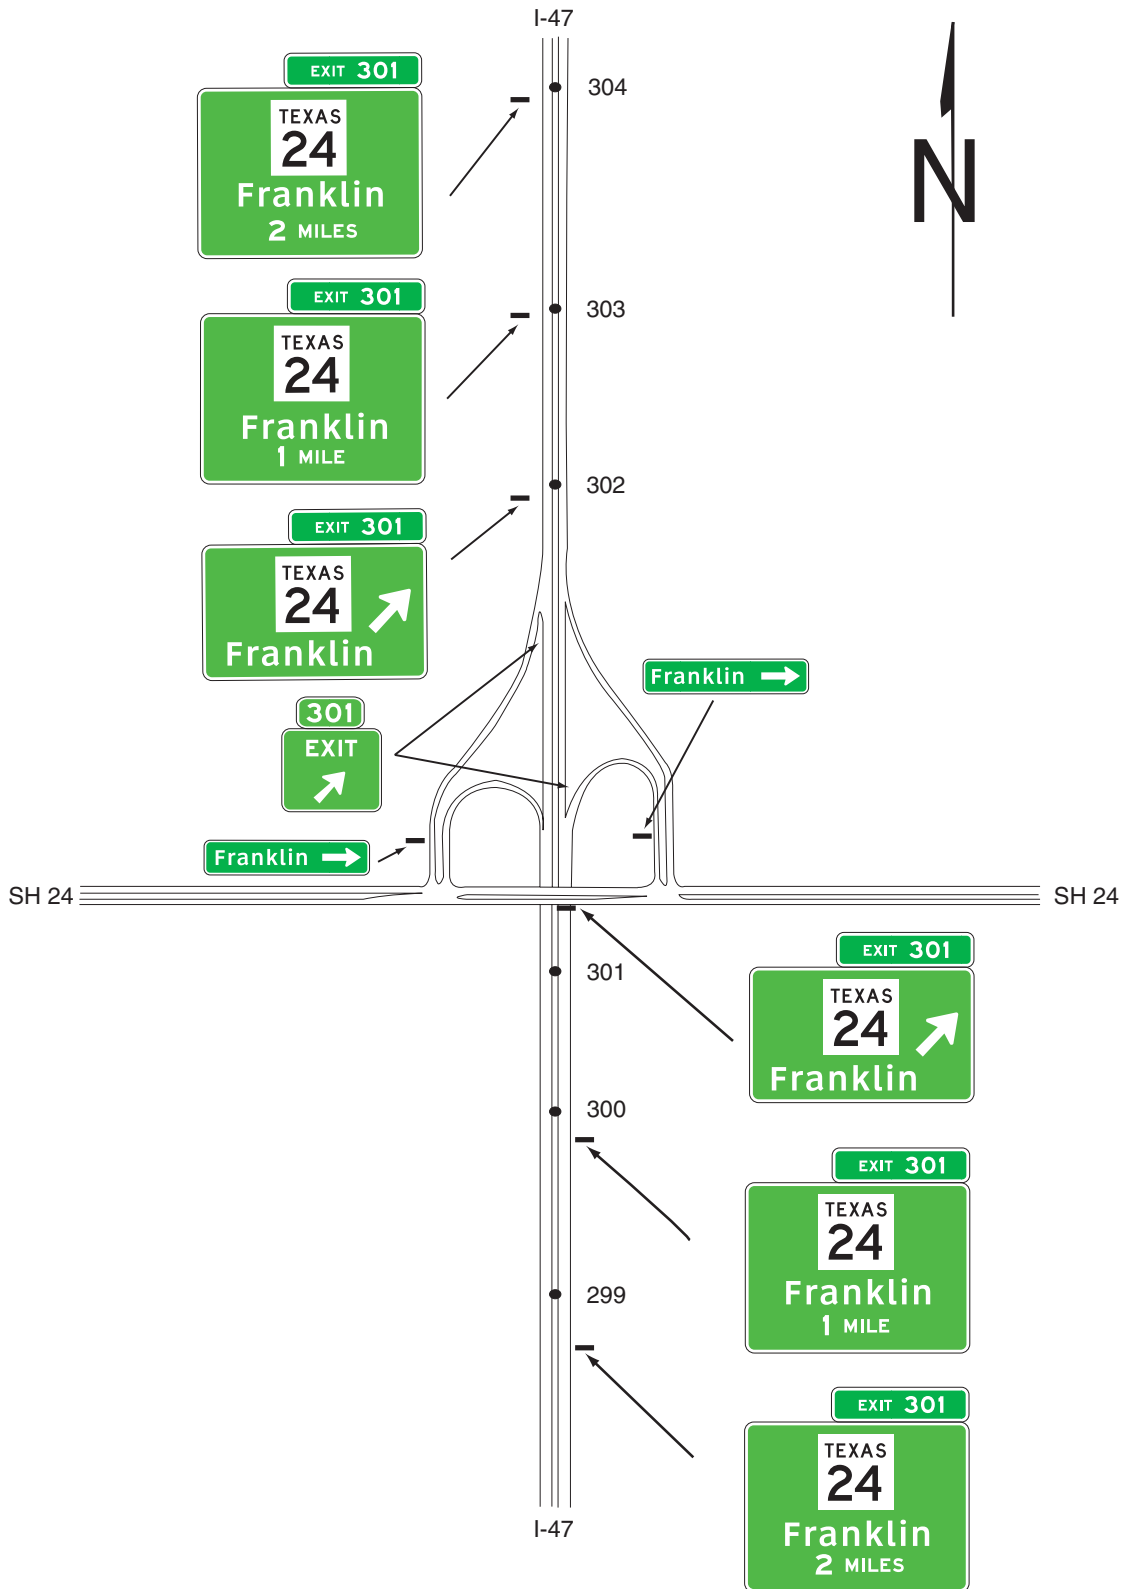 I-47
EXIT 301
TEXAS
24
Franklin
2 MILES
304
N
EXIT 301
TEXAS
24
Franklin
1 MILE
303
302
EXIT 301
TEXAS
24
Franklin
Franklin
301
EXIT
Franklin
SH 24
SH 24
EXIT 301
TEXAS
24
Franklin
301
300
EXIT 301
TEXAS
24
Franklin
1 MILE
299
EXIT 301
TEXAS
24
Franklin
2 MILES
I-47